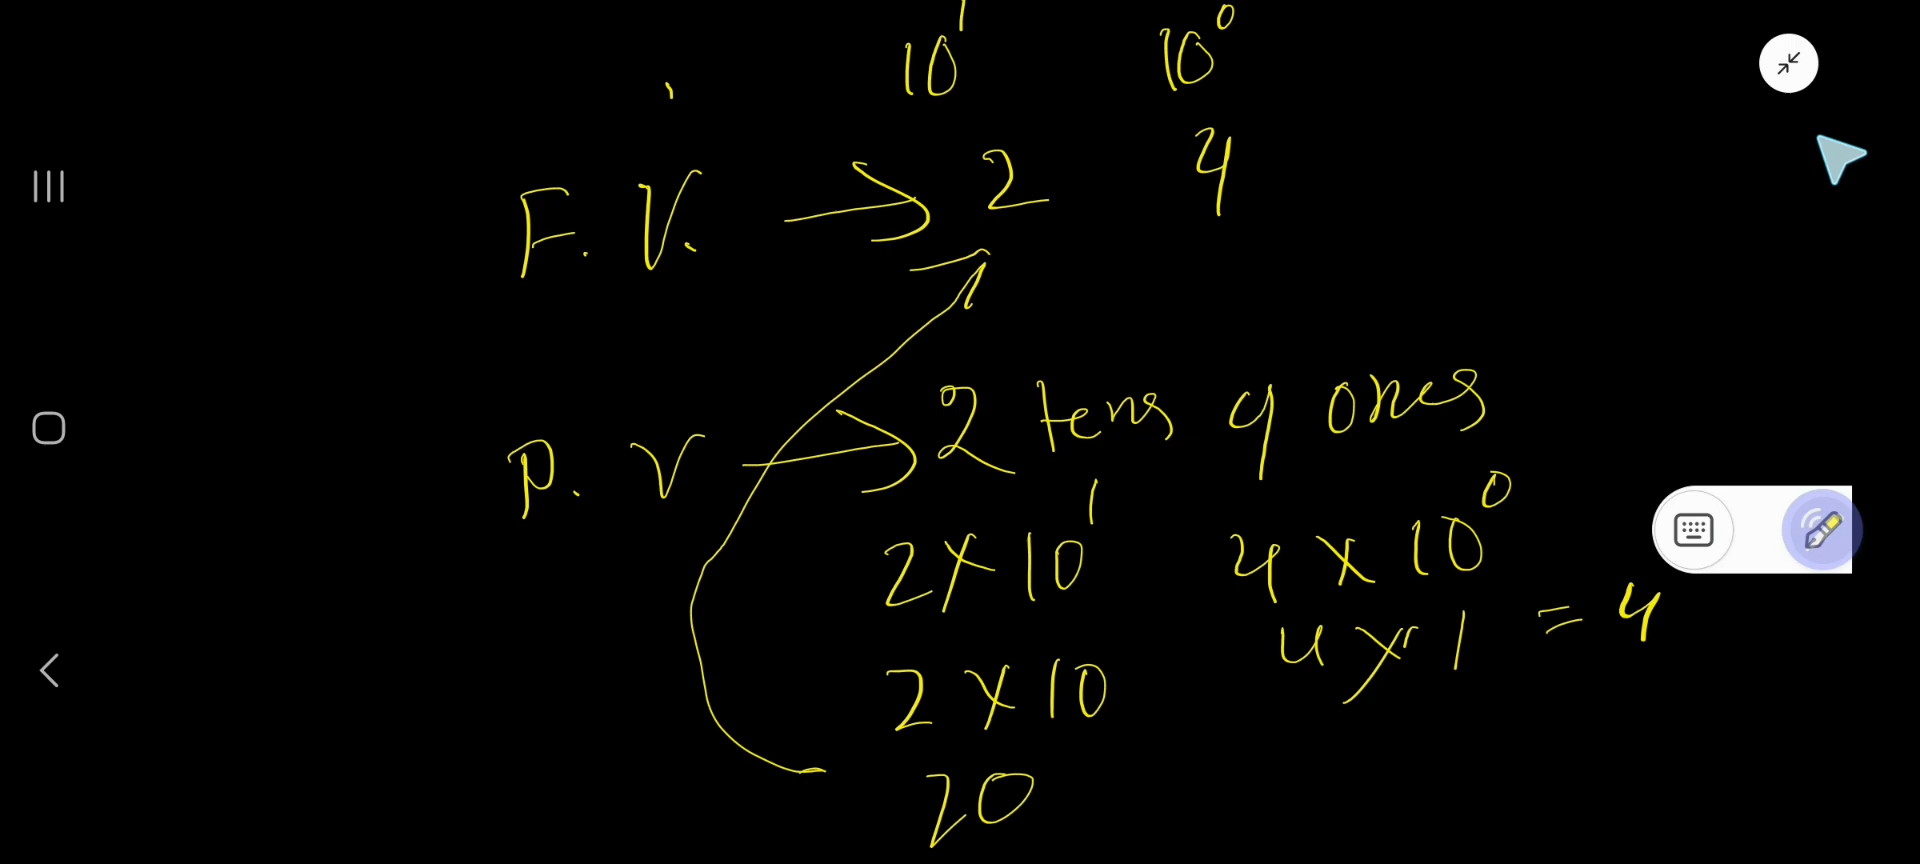 10¹ 10⁰
F. V. → 2 4
P. V → 2 tens 4 ones
2 × 10¹ 4 × 10⁰
4 × 1 = 4
2 × 10
20